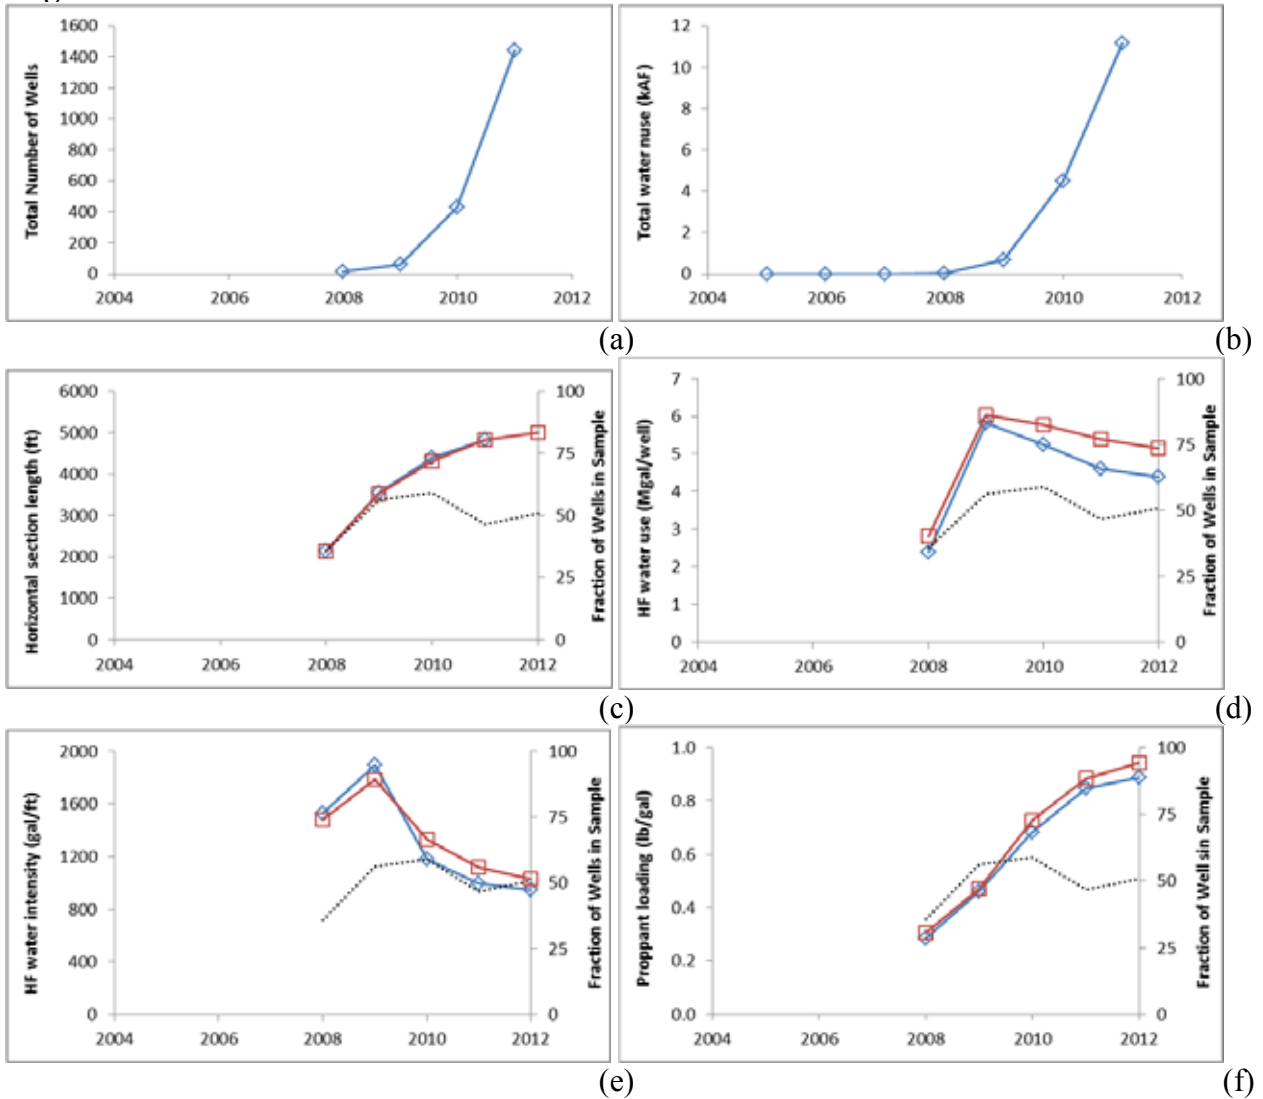 Total Number of Wells
1600
1400
1200
1000
800
600
400
200
0
2004 2006 2008 2010 2012
(a)
Total water nuse (kAF)
12
10
8
6
4
2
0
2004 2006 2008 2010 2012
(b)
Horizontal section length (ft)
6000
5000
4000
3000
2000
1000
0
2004 2006 2008 2010 2012
100
75
50
25
0
Fraction of Wells in Sample
(c)
HF water use (Mgal/well)
7
6
5
4
3
2
1
0
2004 2006 2008 2010 2012
100
75
50
25
0
Fraction of Wells in Sample
(d)
HF water intensity (gal/ft)
2000
1600
1200
800
400
0
2004 2006 2008 2010 2012
100
75
50
25
0
Fraction of Wells in Sample
(e)
Proppant loading (lb/gal)
1.0
0.8
0.6
0.4
0.2
0.0
2004 2006 2008 2010 2012
100
75
50
25
0
Fraction of Well sin Sample
(f)